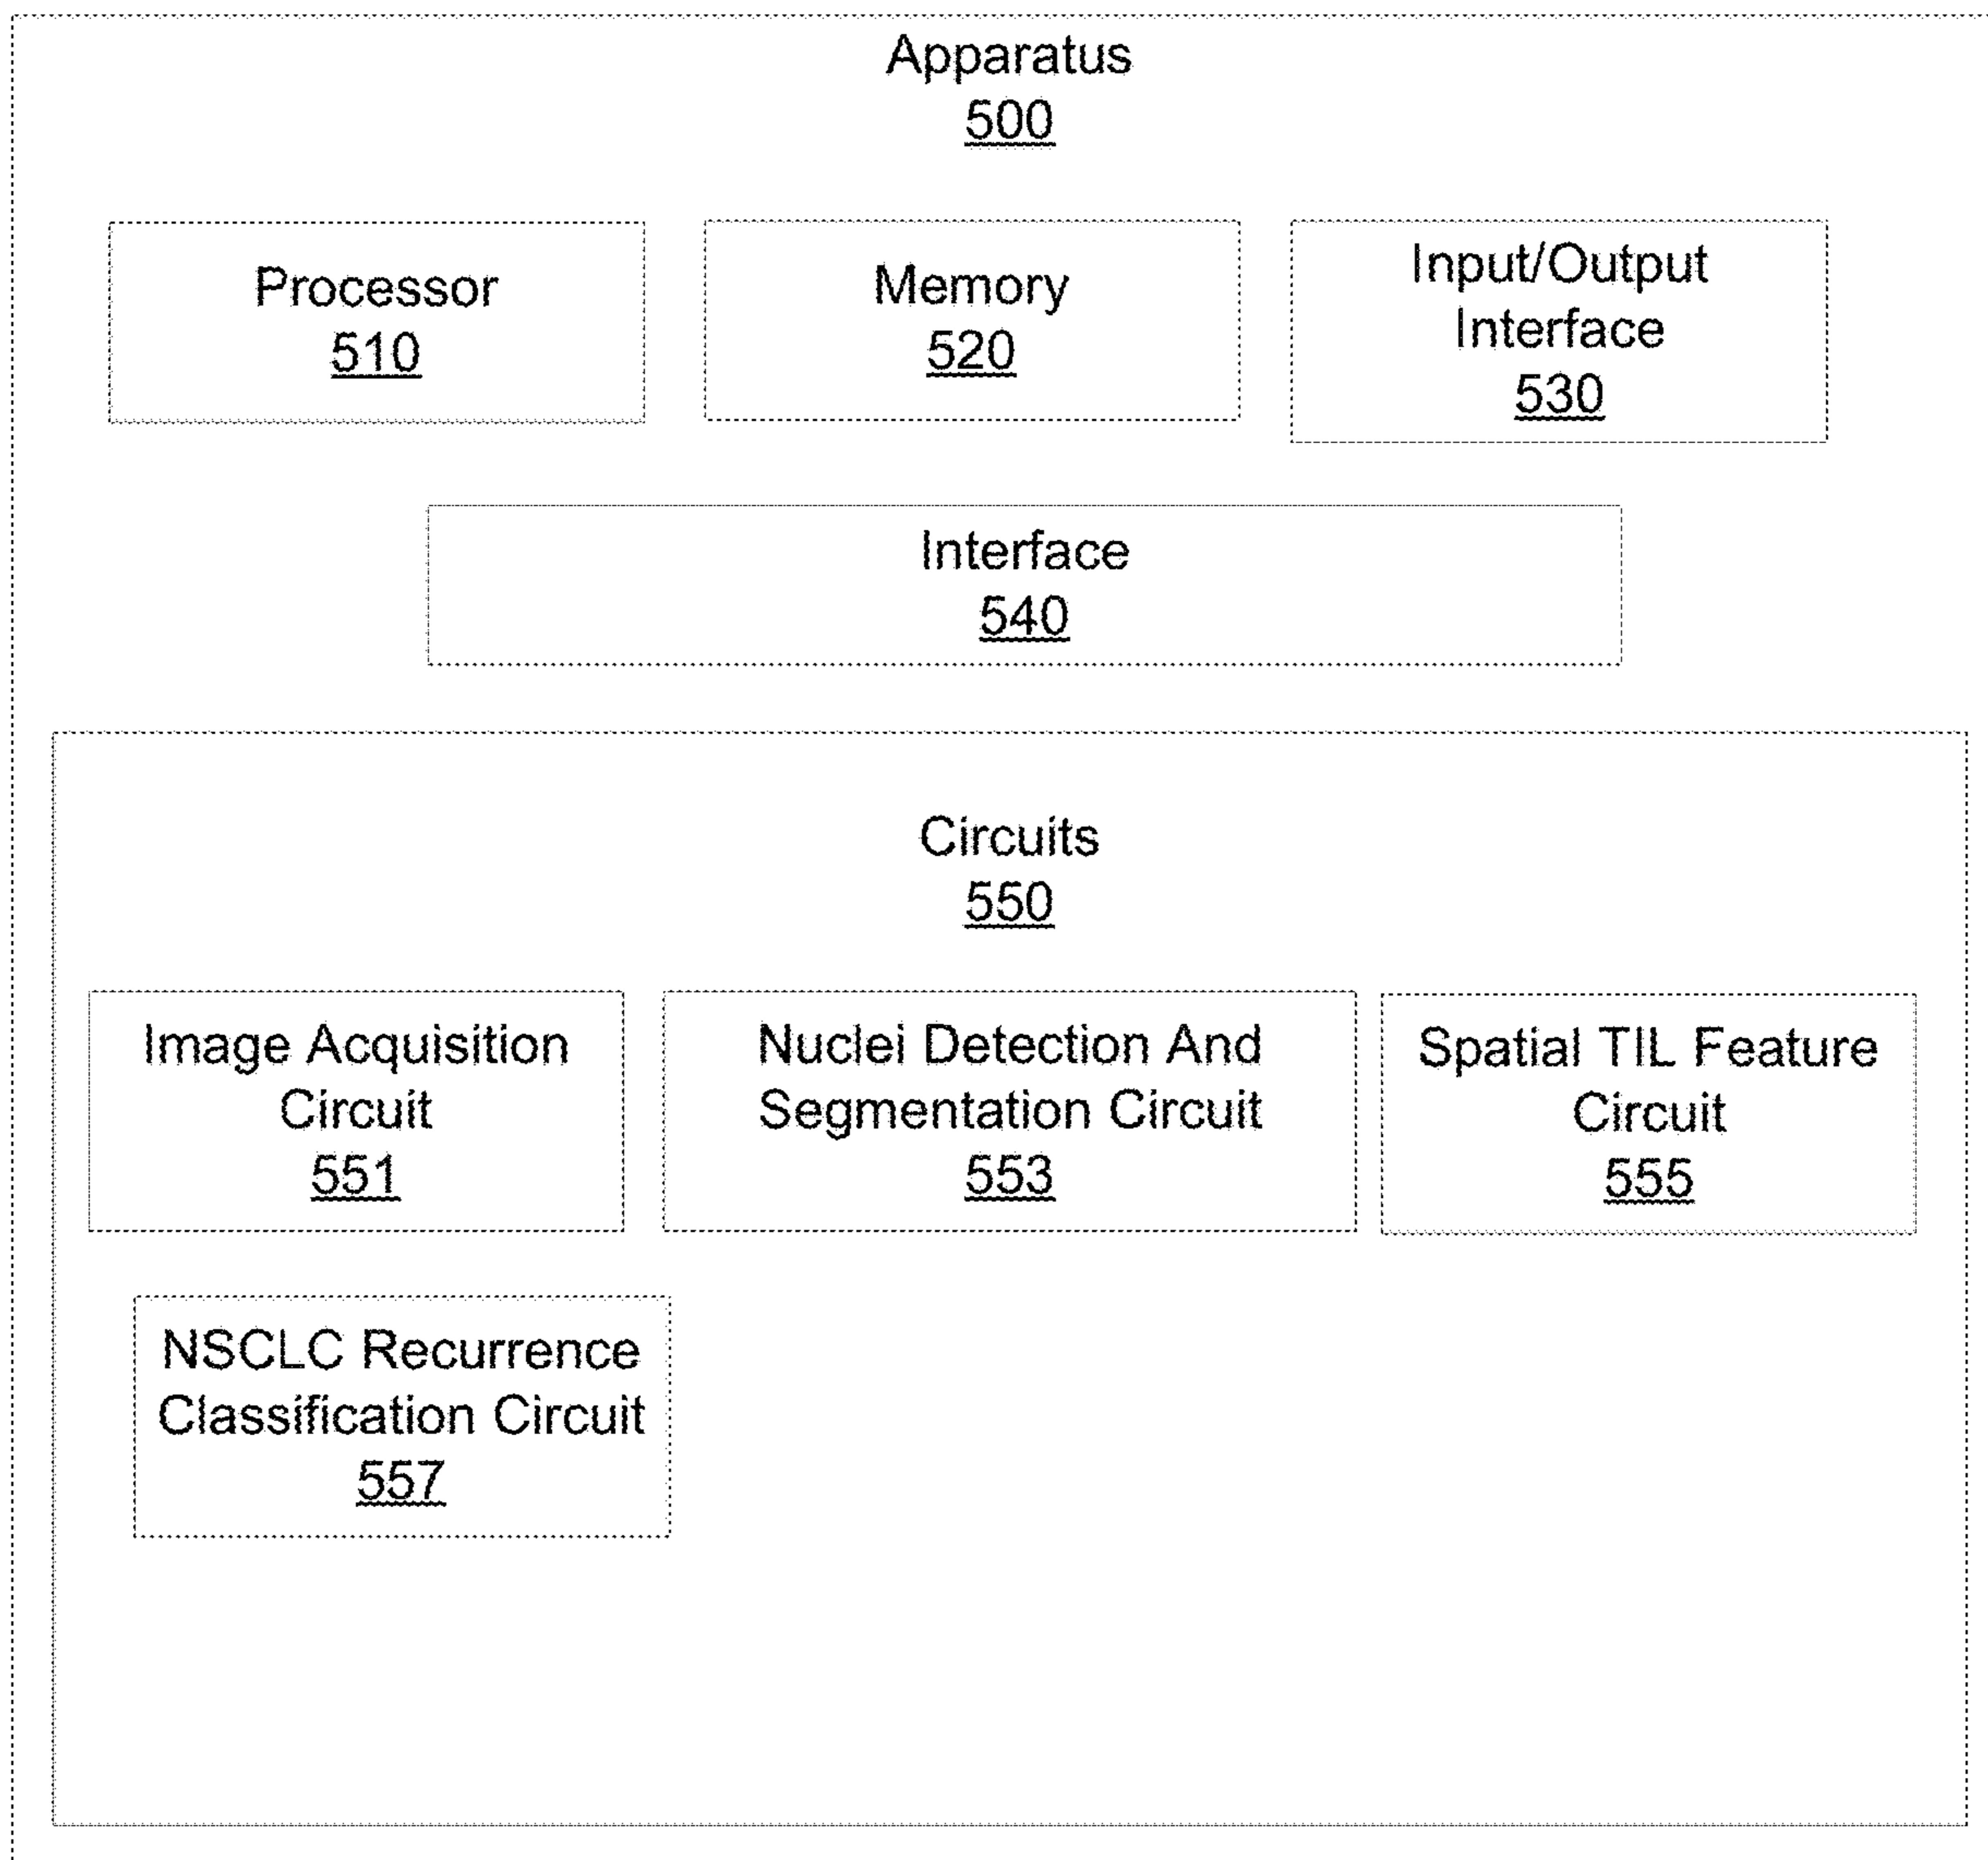 Apparatus
500
Processor
510
Memory
520
Input/Output
Interface
530
Interface
540
Circuits
550
Image Acquisition
Circuit
551
Nuclei Detection And
Segmentation Circuit
553
Spatial TIL Feature
Circuit
555
NSCLC Recurrence
Classification Circuit
557